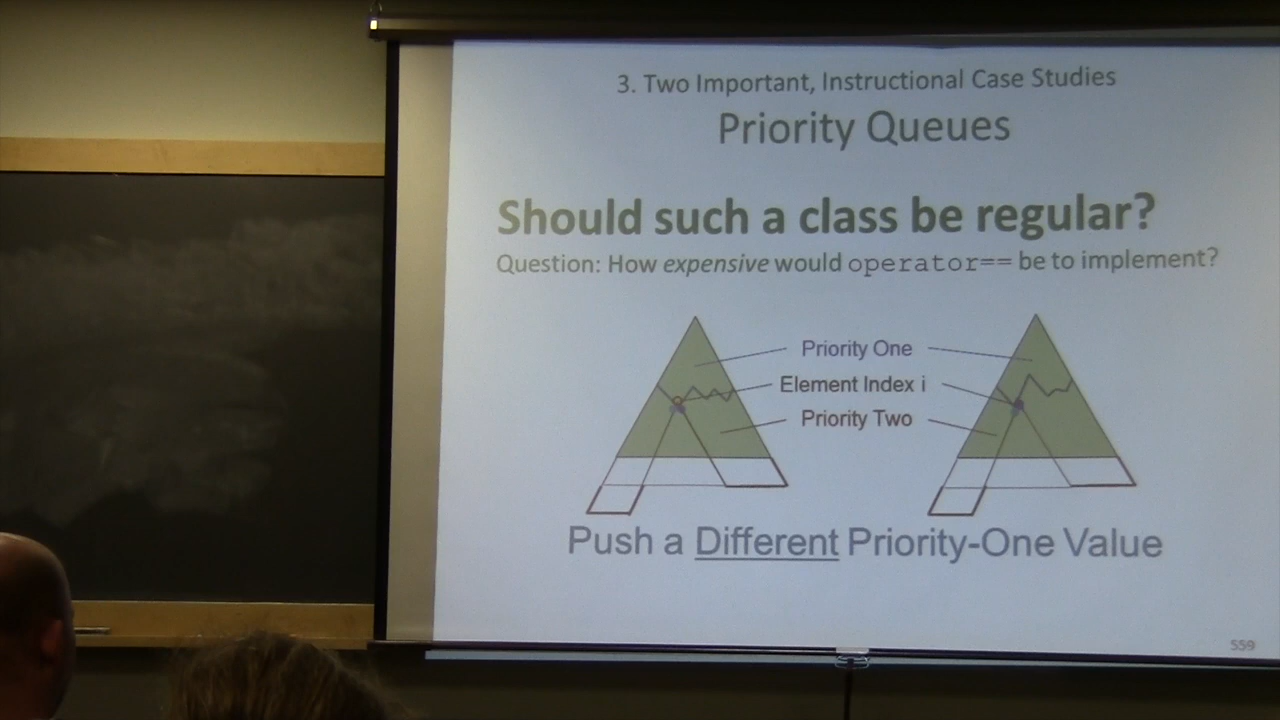 3. Two Important, Instructional Case Studies
Priority Queues
Should such a class be regular?
Question: How expensive would operator== be to implement?
Priority One
Element Index i
Priority Two
Push a Different Priority-One Value
559